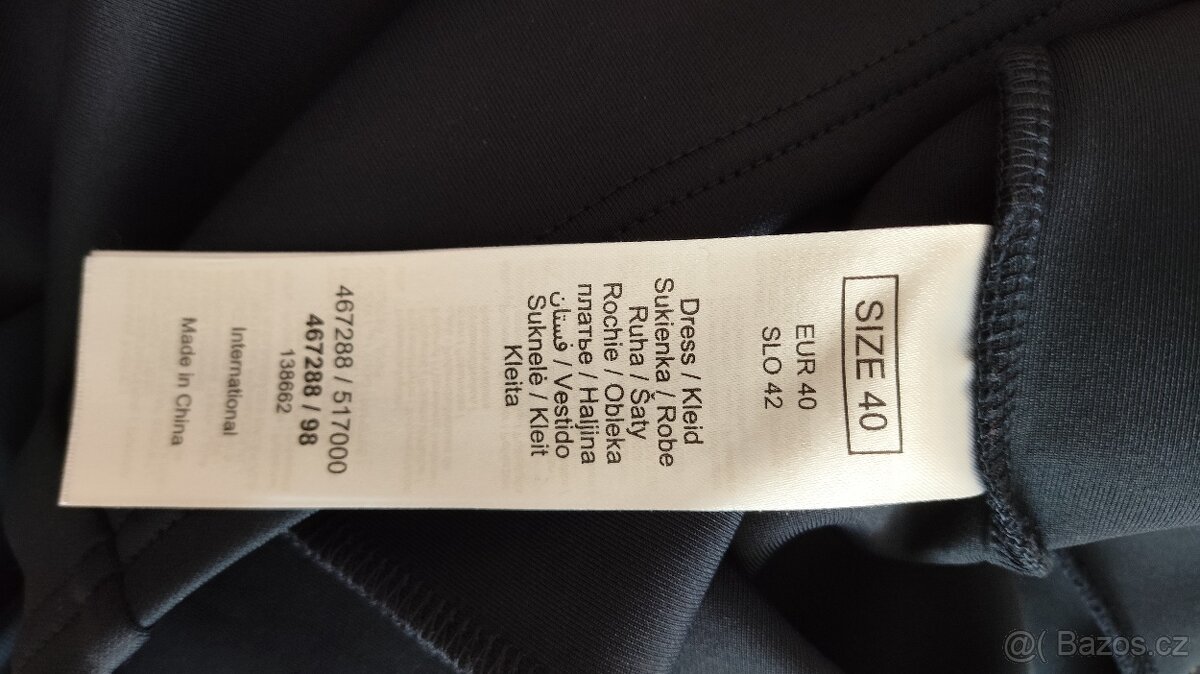 SIZE 40
EUR 40
SLO 42
Dress / Kleid
Sukienka / Robe
Ruha / Šaty
Rochie / Obleka
платье / Haljina
فستان / Vestido
Suknelė / Kleit
Kleita
467288 / 517000
467288 / 98
138662
International
Made in China
@( Bazos.cz